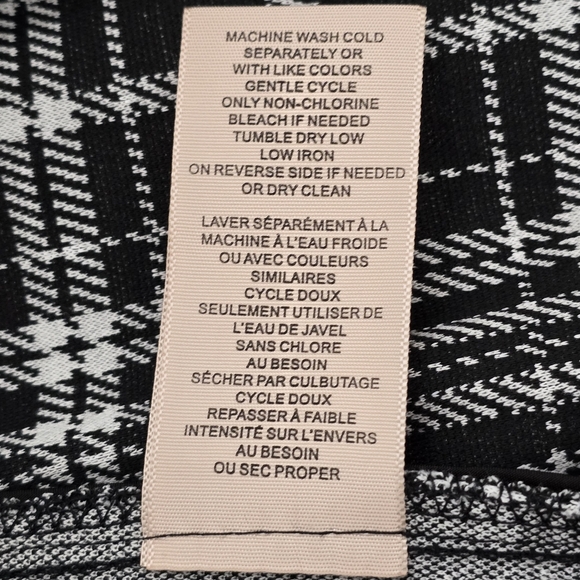 MACHINE WASH COLD
SEPARATELY OR
WITH LIKE COLORS
GENTLE CYCLE
ONLY NON-CHLORINE
BLEACH IF NEEDED
TUMBLE DRY LOW
LOW IRON
ON REVERSE SIDE IF NEEDED
OR DRY CLEAN
LAVER SÉPARÉMENT À LA
MACHINE À L'EAU FROIDE
OU AVEC COULEURS
SIMILAIRES
CYCLE DOUX
SEULEMENT UTILISER DE
L'EAU DE JAVEL
SANS CHLORE
AU BESOIN
SÉCHER PAR CULBUTAGE
CYCLE DOUX
REPASSER À FAIBLE
INTENSITÉ SUR L'ENVERS
AU BESOIN
OU SEC PROPER